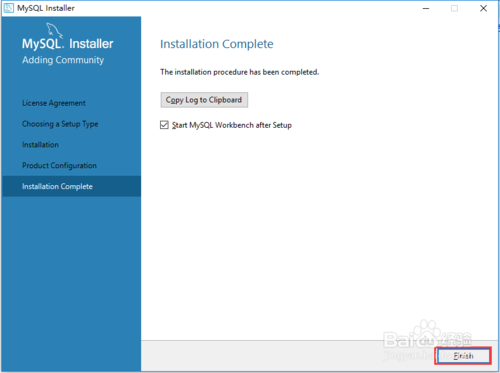 MySQL Installer
MySQL. Installer
Adding Community
License Agreement
Choosing a Setup Type
Installation
Product Configuration
Installation Complete
Installation Complete
The installation procedure has been completed.
Copy Log to Clipboard
Start MySQL Workbench after Setup
Bai 经验
Finish